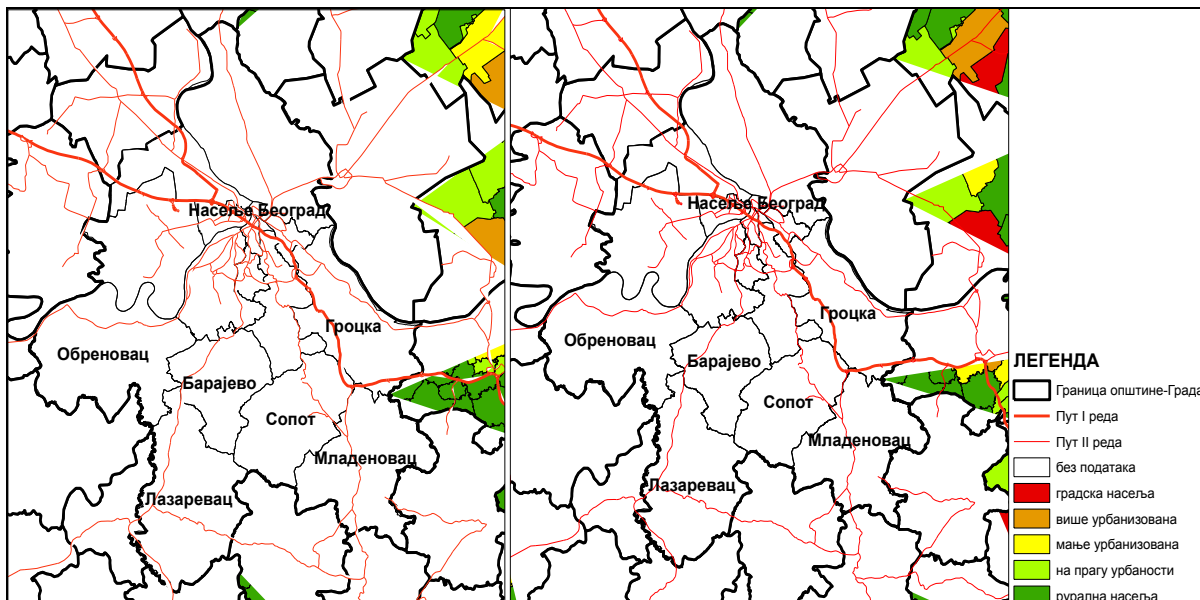 Насеље Београд
Гроцка
Обреновац
Барајево
Сопот
Младеновац
Лазаревац
Насеље Београд
Гроцка
Обреновац
Барајево
Сопот
Младеновац
Лазаревац
ЛЕГЕНДА
Граница општине-Града
Пут I реда
Пут II реда
без података
градска насеља
више урбанизована
мање урбанизована
на прагу урбаности
рурална насеља